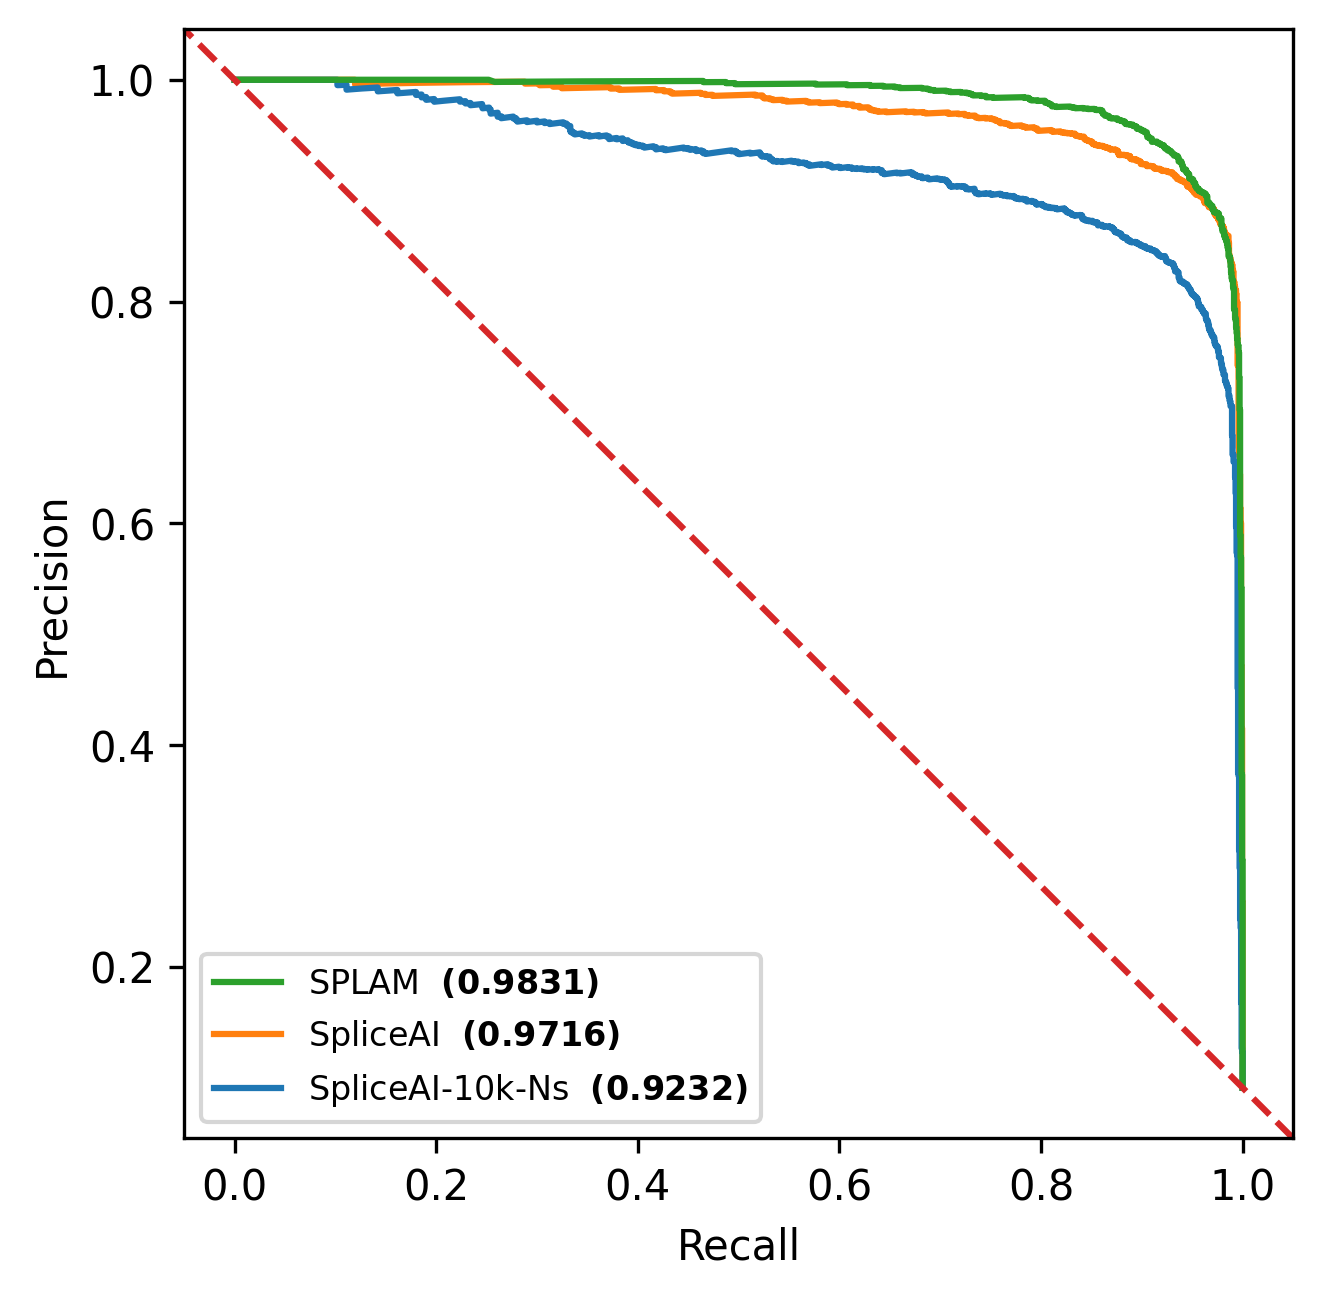 1.0
0.8
0.6
0.4
0.2
Precision
SPLAM (0.9831)
SpliceAI (0.9716)
SpliceAI-10k-Ns (0.9232)
0.0 0.2 0.4 0.6 0.8 1.0
Recall